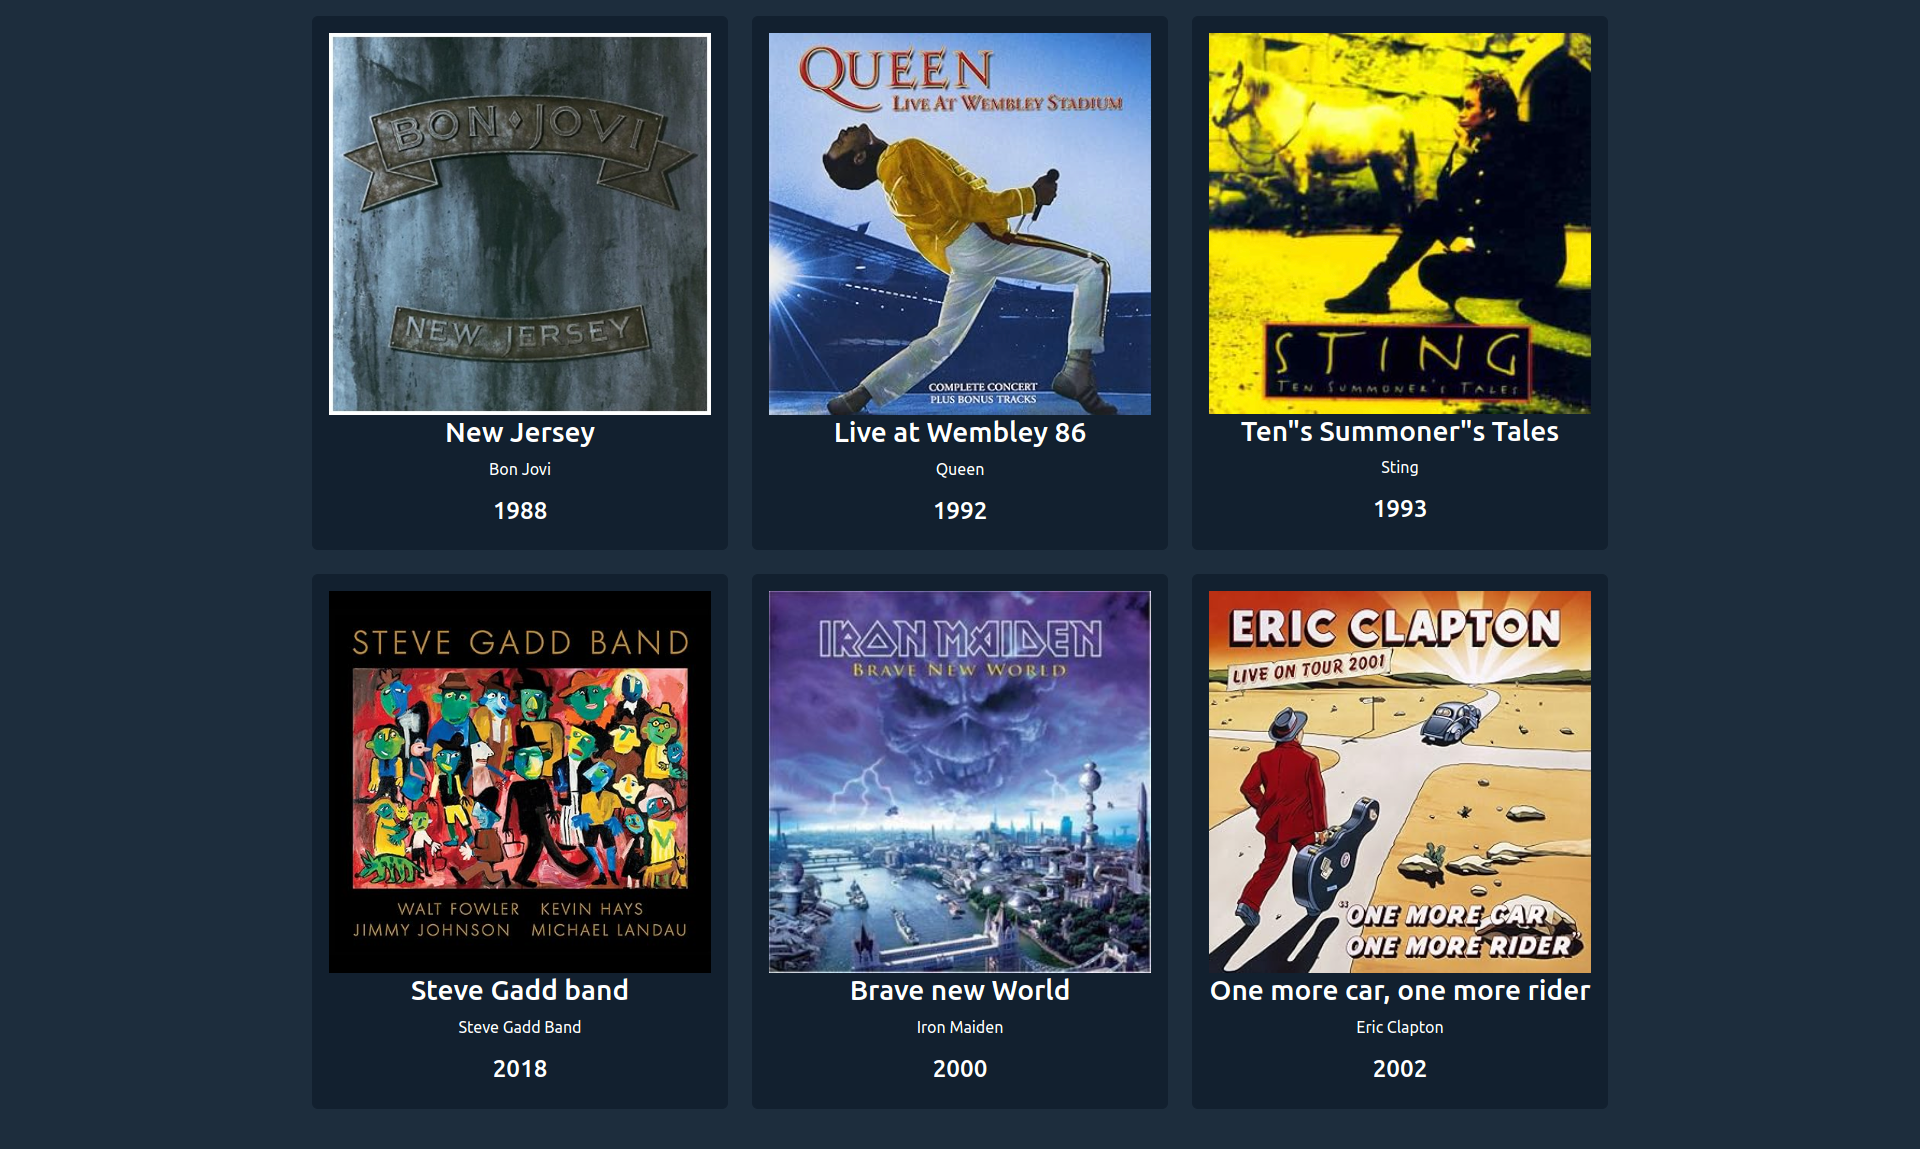 BON JOVI
NEW JERSEY
New Jersey
Bon Jovi
1988
QUEEN
LIVE AT WEMBLEY STADIUM
COMPLETE CONCERT
PLUS BONUS TRACKS
Live at Wembley 86
Queen
1992
STING
TEN SUMMONER'S TALES
Ten"s Summoner"s Tales
Sting
1993
STEVE GADD BAND
WALT FOWLER KEVIN HAYS
JIMMY JOHNSON MICHAEL LANDAU
Steve Gadd band
Steve Gadd Band
2018
IRON MAIDEN
BRAVE NEW WORLD
Brave new World
Iron Maiden
2000
ERIC CLAPTON
LIVE ON TOUR 2001
"ONE MORE CAR
ONE MORE RIDER"
One more car, one more rider
Eric Clapton
2002